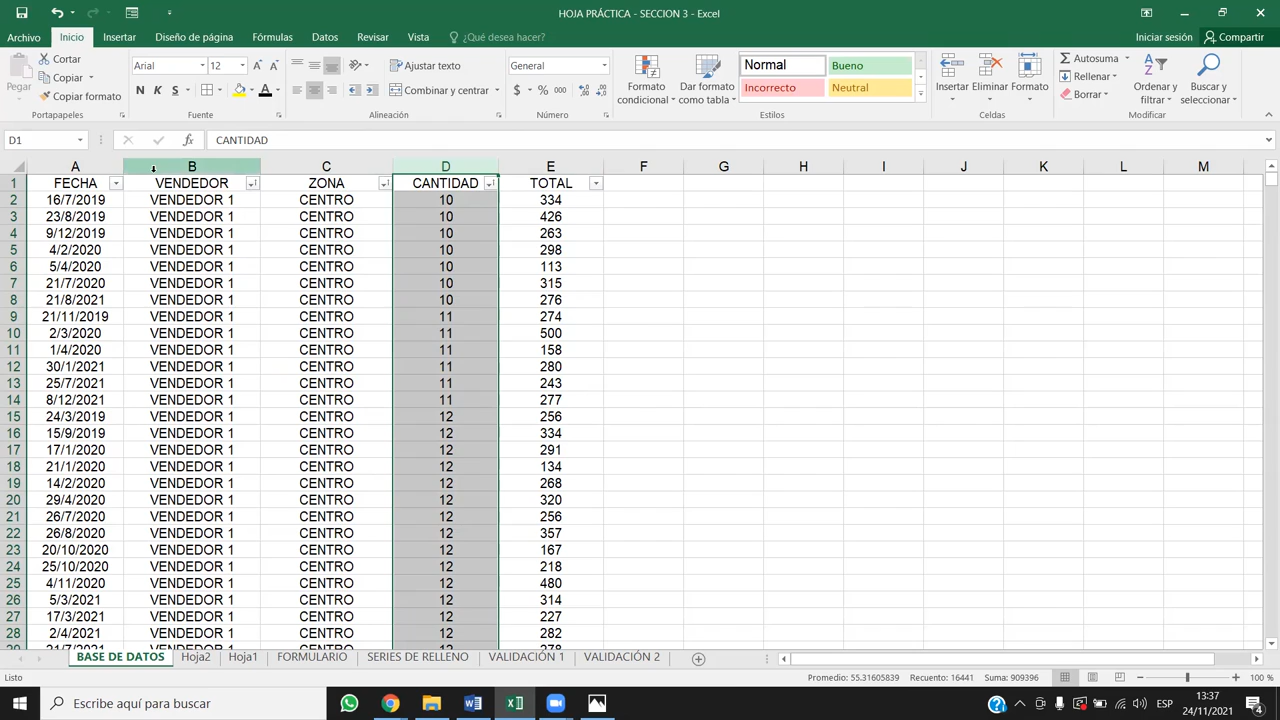 HOJA PRÁCTICA - SECCION 3 - Excel
Archivo Inicio Insertar Diseño de página Fórmulas Datos Revisar Vista ¿Qué desea hacer? Iniciar sesión Compartir
Pegar
Cortar
Copiar
Copiar formato
Portapapeles
Arial 12
N K S
Fuente
Ajustar texto
Combinar y centrar
Alineación
General
$ % 000
Número
Formato condicional
Dar formato como tabla
Normal Bueno
Incorrecto Neutral
Estilos
Insertar Eliminar Formato
Celdas
Autosuma
Rellenar
Borrar
Ordenar y filtrar
Buscar y seleccionar
Modificar
D1 fx CANTIDAD
A B C D E F G H I J K L M
1 FECHA VENDEDOR ZONA CANTIDAD TOTAL
2 16/7/2019 VENDEDOR 1 CENTRO 10 334
3 23/8/2019 VENDEDOR 1 CENTRO 10 426
4 9/12/2019 VENDEDOR 1 CENTRO 10 263
5 4/2/2020 VENDEDOR 1 CENTRO 10 298
6 5/4/2020 VENDEDOR 1 CENTRO 10 113
7 21/7/2020 VENDEDOR 1 CENTRO 10 315
8 21/8/2021 VENDEDOR 1 CENTRO 10 276
9 21/11/2019 VENDEDOR 1 CENTRO 11 274
10 2/3/2020 VENDEDOR 1 CENTRO 11 500
11 1/4/2020 VENDEDOR 1 CENTRO 11 158
12 30/1/2021 VENDEDOR 1 CENTRO 11 280
13 25/7/2021 VENDEDOR 1 CENTRO 11 243
14 8/12/2021 VENDEDOR 1 CENTRO 11 277
15 24/3/2019 VENDEDOR 1 CENTRO 12 256
16 15/9/2019 VENDEDOR 1 CENTRO 12 334
17 17/1/2020 VENDEDOR 1 CENTRO 12 291
18 21/1/2020 VENDEDOR 1 CENTRO 12 134
19 14/2/2020 VENDEDOR 1 CENTRO 12 268
20 29/4/2020 VENDEDOR 1 CENTRO 12 320
21 26/7/2020 VENDEDOR 1 CENTRO 12 256
22 26/8/2020 VENDEDOR 1 CENTRO 12 357
23 20/10/2020 VENDEDOR 1 CENTRO 12 167
24 25/10/2020 VENDEDOR 1 CENTRO 12 218
25 4/11/2020 VENDEDOR 1 CENTRO 12 480
26 5/3/2021 VENDEDOR 1 CENTRO 12 314
27 17/3/2021 VENDEDOR 1 CENTRO 12 227
28 2/4/2021 VENDEDOR 1 CENTRO 12 282
BASE DE DATOS Hoja2 Hoja1 FORMULARIO SERIES DE RELLENO VALIDACIÓN 1 VALIDACIÓN 2
Listo Promedio: 55.31605839 Recuento: 16441 Suma: 909396 100 %
Escribe aquí para buscar
ESP
13:37
24/11/2021
4